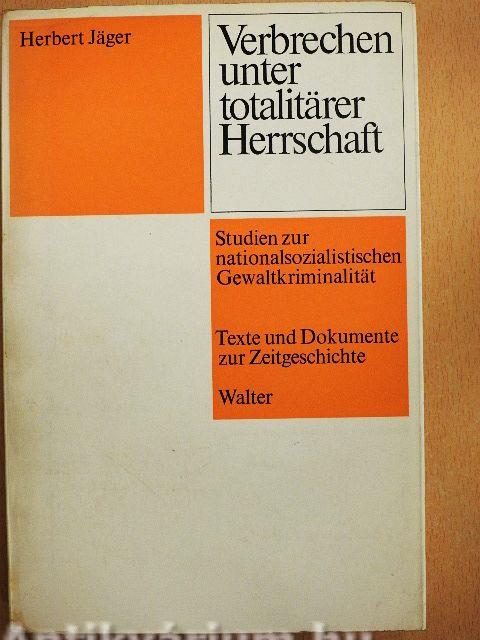 Herbert Jäger
Verbrechen
unter
totalitärer
Herrschaft
Studien zur
nationalsozialistischen
Gewaltkriminalität
Texte und Dokumente
zur Zeitgeschichte
Walter